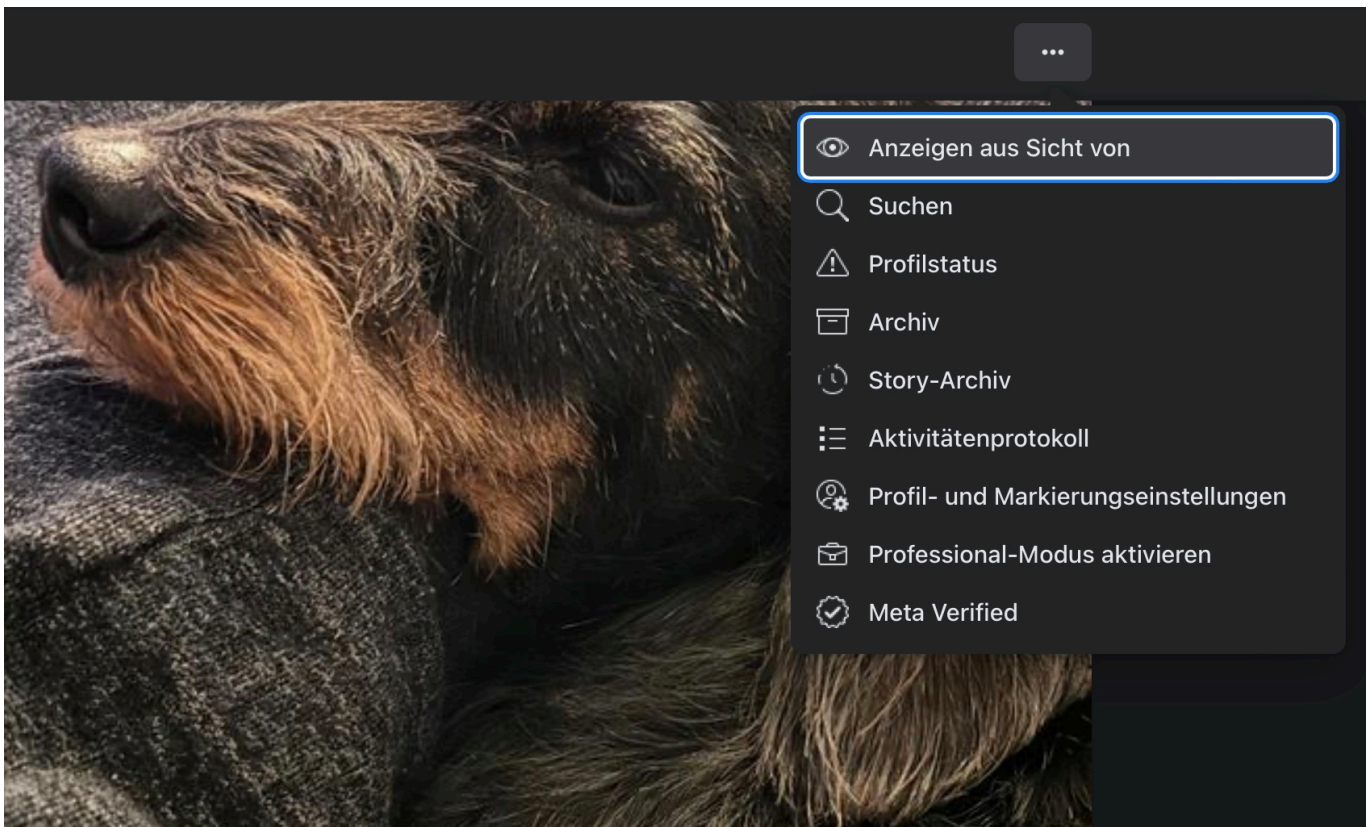 Anzeigen aus Sicht von
Suchen
Profilstatus
Archiv
Story-Archiv
Aktivitätenprotokoll
Profil- und Markierungseinstellungen
Professional-Modus aktivieren
Meta Verified